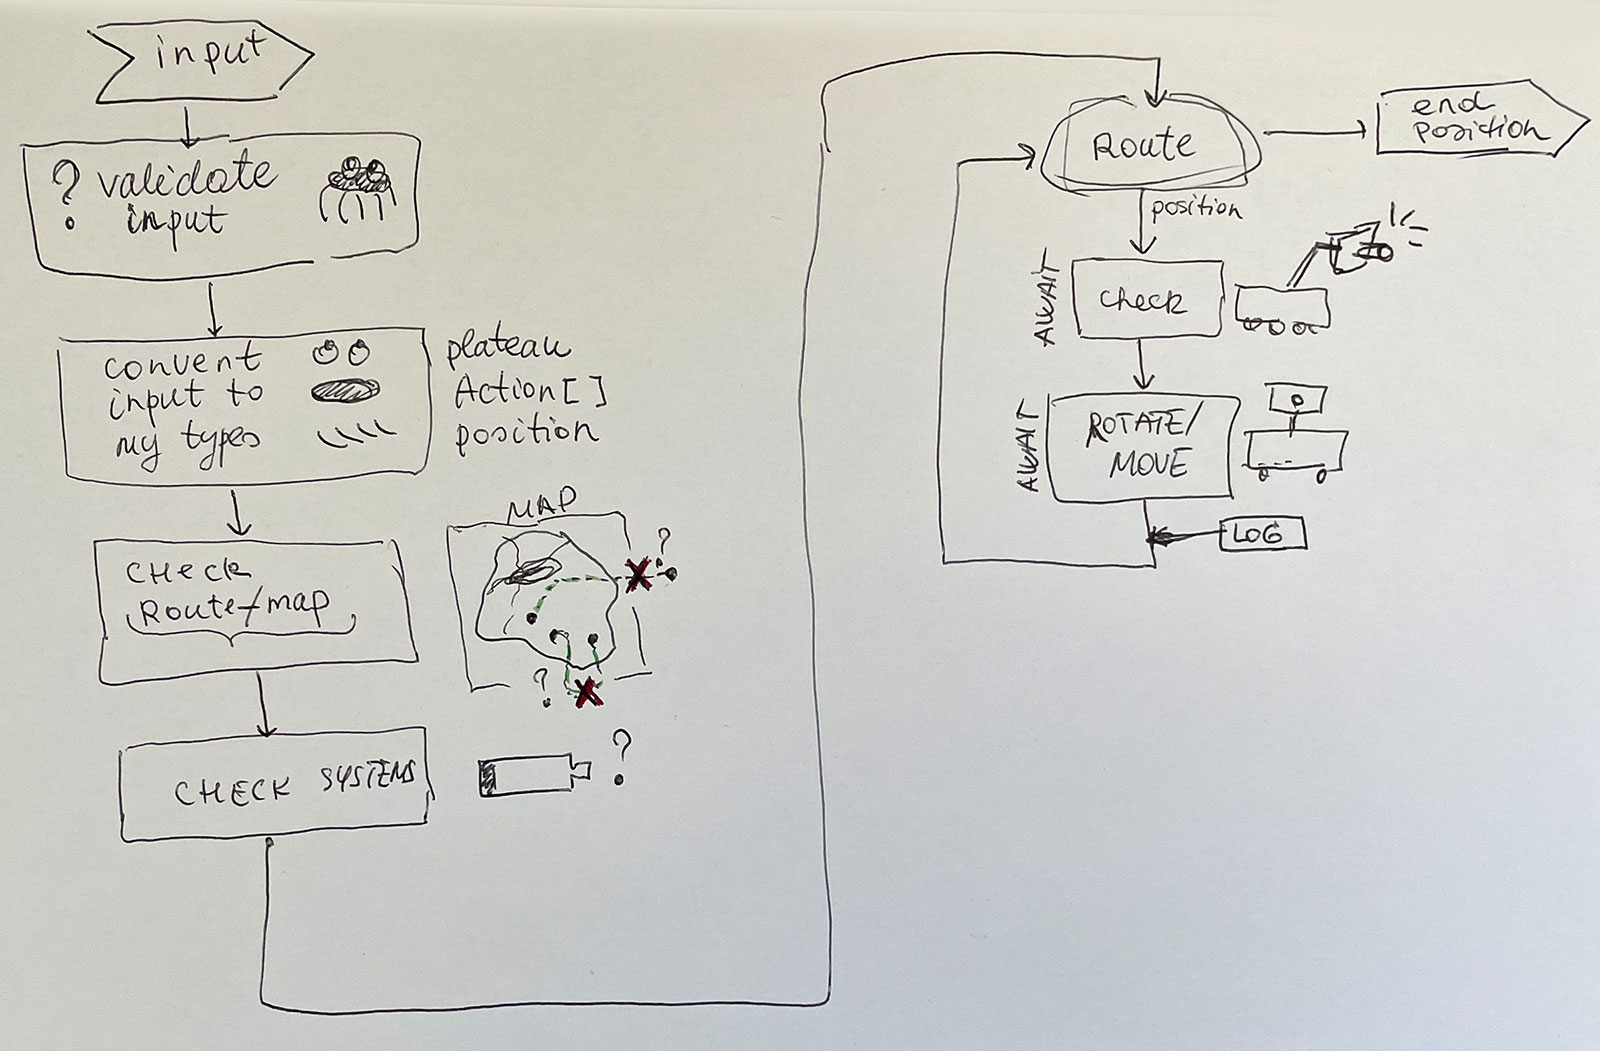 input
? validate
input
convent
input to
my types
plateau
Action[]
position
CHECK
Route/map
MAP
?
?
CHECK SYSTEMS
?
Route
end
position
position
AWAIT
check
AWAIT
ROTATE/
MOVE
LOG